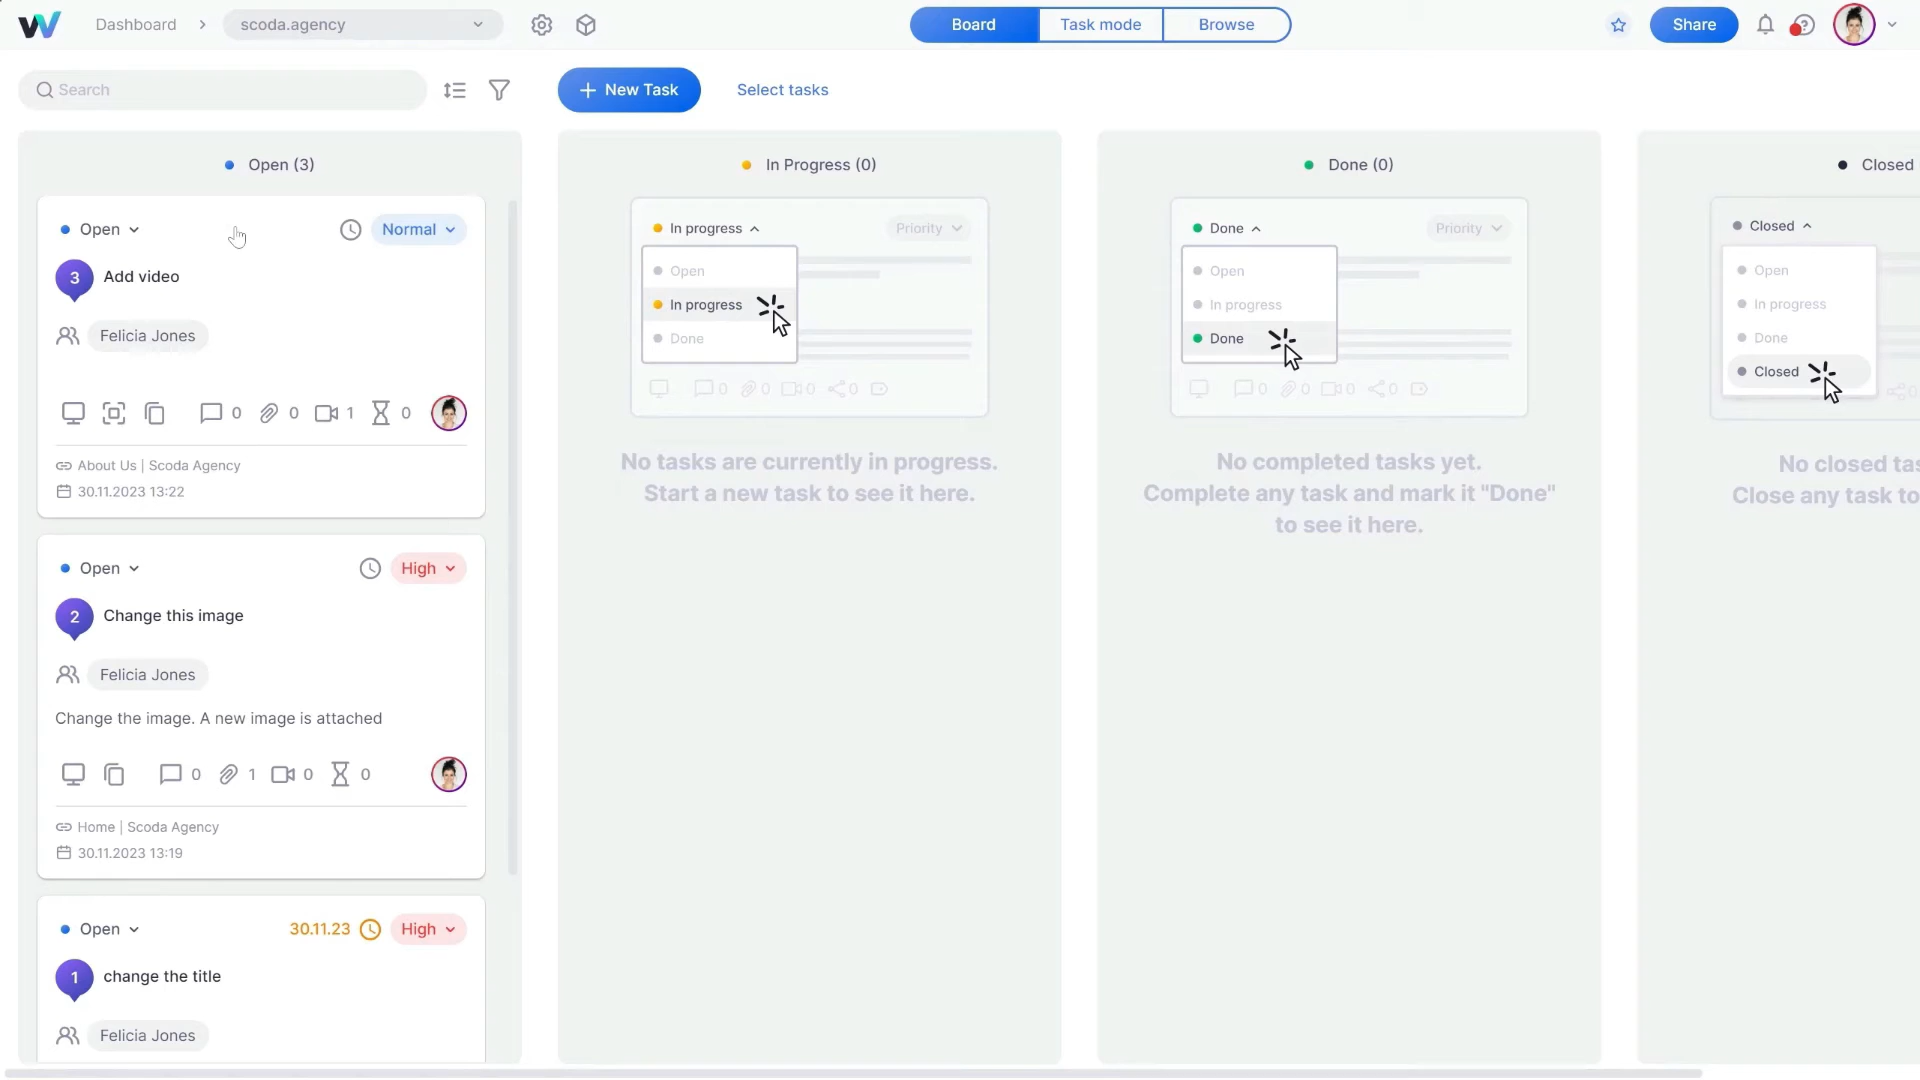 Dashboard
scoda.agency
Board
Task mode
Browse
Share
Search
New Task
Select tasks
Open (3)
Open
Normal
3
Add video
Felicia Jones
0
0
1
0
About Us | Scoda Agency
30.11.2023 13:22
Open
High
2
Change this image
Felicia Jones
Change the image. A new image is attached
0
1
0
0
Home | Scoda Agency
30.11.2023 13:19
Open
30.11.23
High
1
change the title
Felicia Jones
In Progress (0)
In progress
Priority
Open
In progress
Done
0
0
0
0
No tasks are currently in progress.
Start a new task to see it here.
Done (0)
Done
Priority
Open
In progress
Done
0
0
0
0
No completed tasks yet.
Complete any task and mark it "Done"
to see it here.
Closed
Closed
Open
In progress
Done
Closed
No closed tas
Close any task to